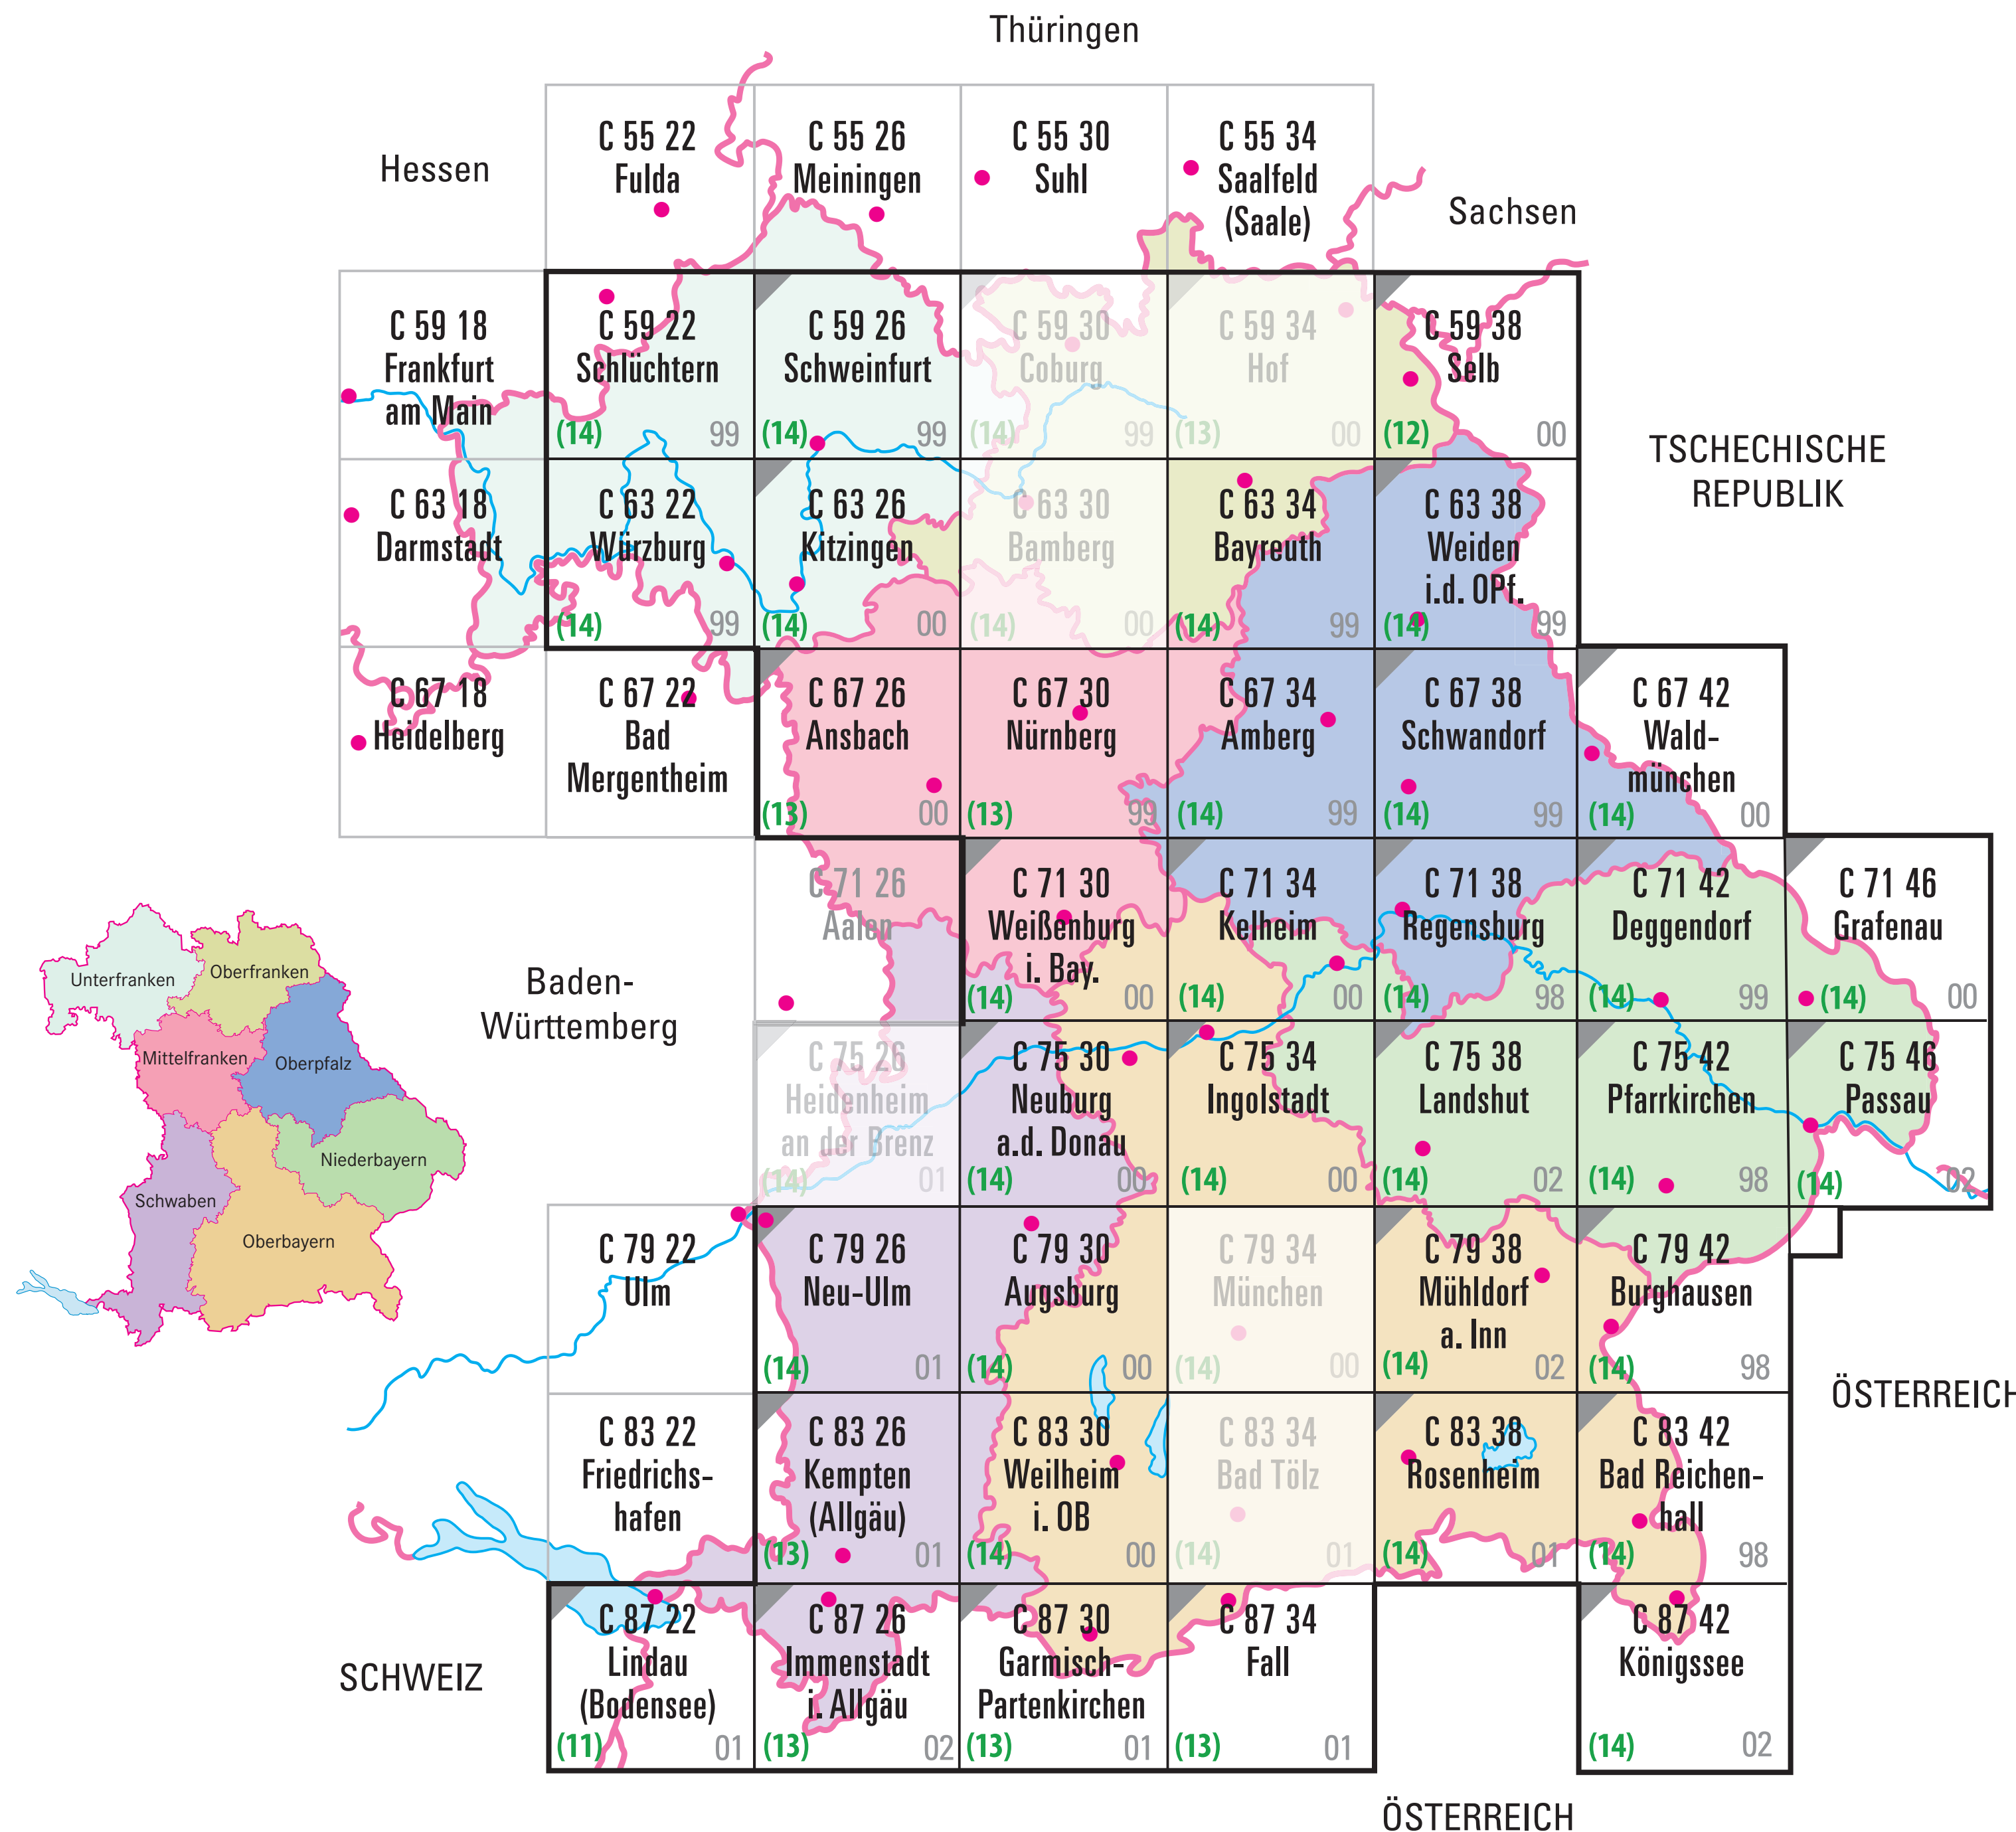 Thüringen
Hessen
Sachsen
C 55 22
Fulda
C 55 26
Meiningen
C 55 30
Suhl
C 55 34
Saalfeld
(Saale)
C 59 18
Frankfurt
am Main
C 59 22
Schlüchtern
(14) 99
C 59 26
Schweinfurt
(14) 99
C 59 30
Coburg
(14) 99
C 59 34
Hof
(13) 00
C 59 38
Selb
(12) 00
TSCHECHISCHE
REPUBLIK
C 63 18
Darmstadt
C 63 22
Würzburg
(14) 99
C 63 26
Kitzingen
(14) 00
C 63 30
Bamberg
(14) 00
C 63 34
Bayreuth
(14) 99
C 63 38
Weiden
i.d. OPf.
(14) 99
C 67 18
Heidelberg
C 67 22
Bad
Mergentheim
C 67 26
Ansbach
(13) 00
C 67 30
Nürnberg
(13) 99
C 67 34
Amberg
(14) 99
C 67 38
Schwandorf
(14) 99
C 67 42
Wald-
münchen
(14) 00
C 71 26
Aalen
C 71 30
Weißenburg
i. Bay.
(14) 00
C 71 34
Kelheim
(14) 00
C 71 38
Regensburg
(14) 98
C 71 42
Deggendorf
(14) 99
C 71 46
Grafenau
(14) 00
Baden-
Württemberg
C 75 26
Heidenheim
an der Brenz
(14) 01
C 75 30
Neuburg
a.d. Donau
(14) 00
C 75 34
Ingolstadt
(14) 00
C 75 38
Landshut
(14) 02
C 75 42
Pfarrkirchen
(14) 98
C 75 46
Passau
(14) 02
Unterfranken
Oberfranken
Mittelfranken
Oberpfalz
Niederbayern
Schwaben
Oberbayern
C 79 22
Ulm
C 79 26
Neu-Ulm
(14) 01
C 79 30
Augsburg
(14) 00
C 79 34
München
(14) 00
C 79 38
Mühldorf
a. Inn
(14) 02
C 79 42
Burghausen
(14) 98
ÖSTERREICH
C 83 22
Friedrichs-
hafen
C 83 26
Kempten
(Allgäu)
(13) 01
C 83 30
Weilheim
i. OB
(14) 00
C 83 34
Bad Tölz
(14) 01
C 83 38
Rosenheim
(14) 01
C 83 42
Bad Reichen-
hall
(14) 98
SCHWEIZ
C 87 22
Lindau
(Bodensee)
(11) 01
C 87 26
Immenstadt
i. Allgäu
(13) 02
C 87 30
Garmisch-
Partenkirchen
(13) 01
C 87 34
Fall
(13) 01
C 87 42
Königssee
(14) 02
ÖSTERREICH